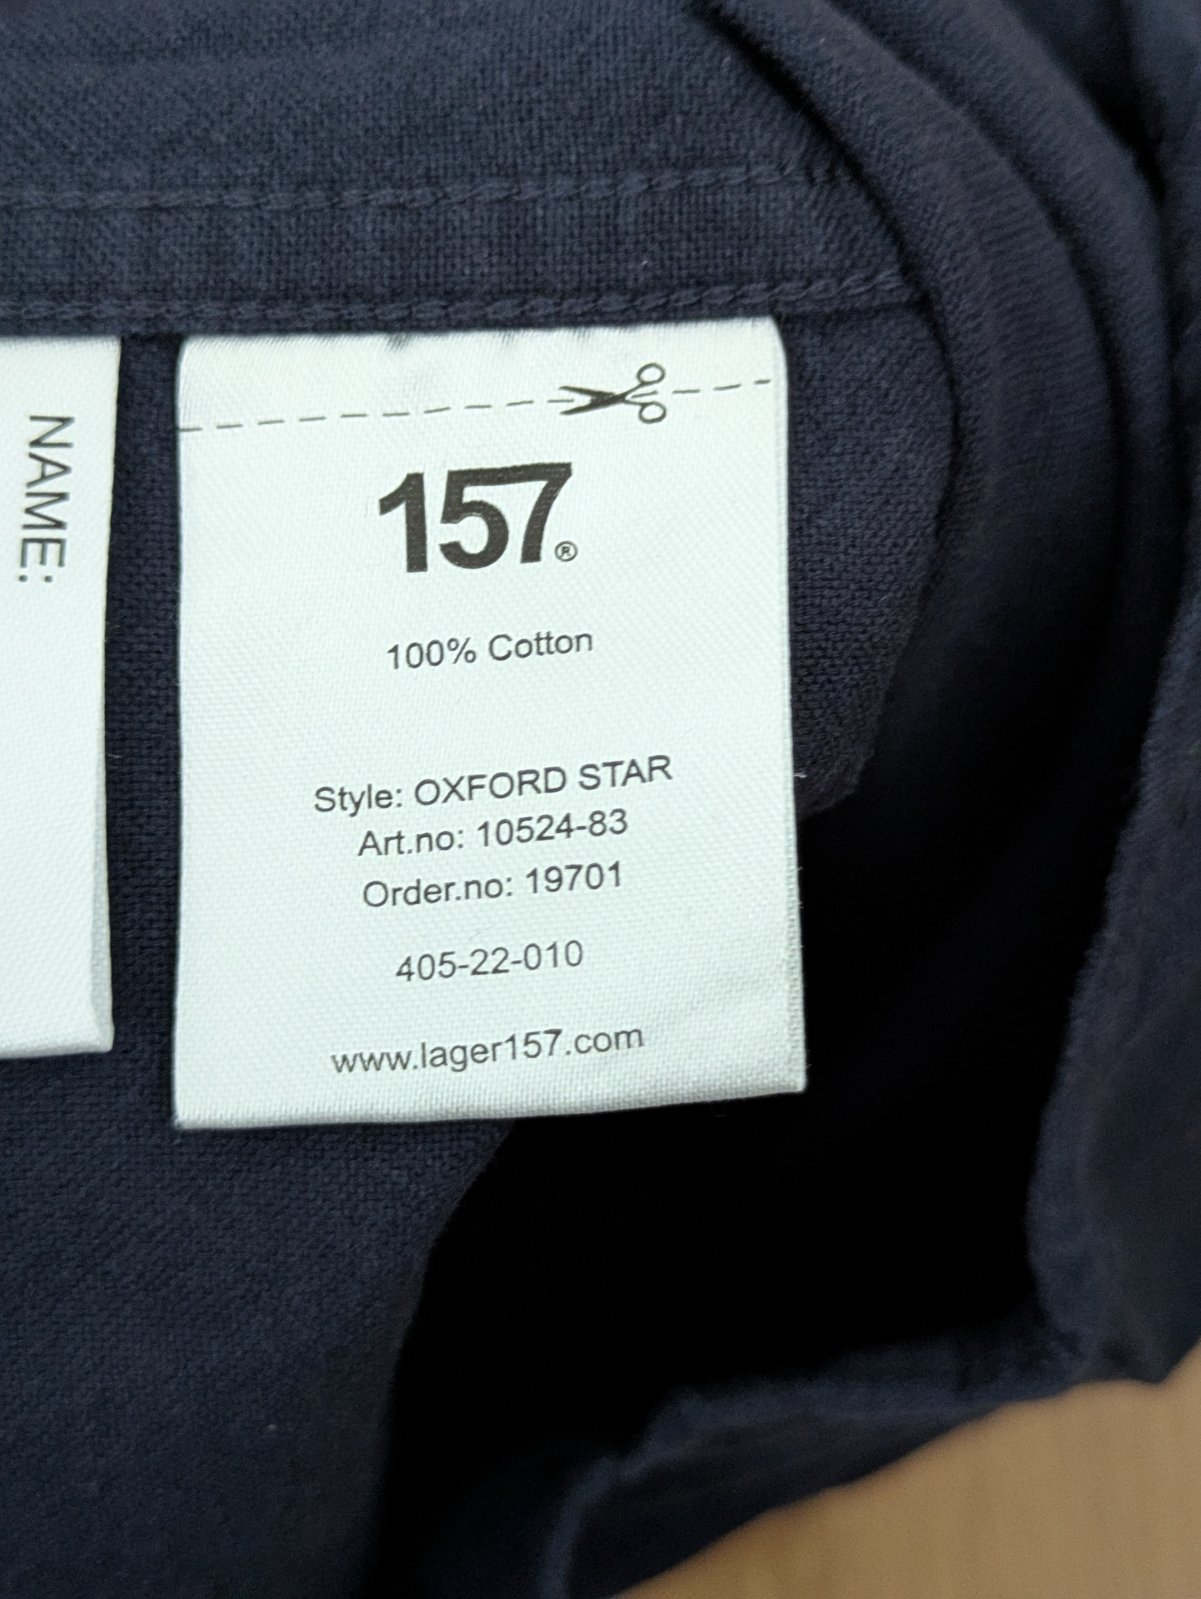 NAME:
157®
100% Cotton
Style: OXFORD STAR
Art.no: 10524-83
Order.no: 19701
405-22-010
www.lager157.com